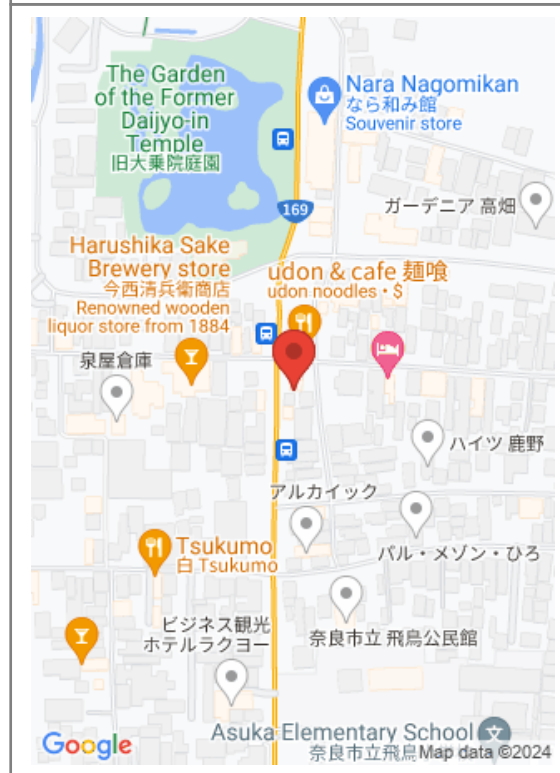 The Garden
of the Former
Daijyo-in
Temple
旧大乗院庭園
Nara Nagomikan
なら和み館
Souvenir store
169
ガーデニア 高畑
Harushika Sake
Brewery store
今西清兵衛商店
Renowned wooden
liquor store from 1884
udon & cafe 麺喰
udon noodles • $
泉屋倉庫
ハイツ 鹿野
アルカイック
パル・メゾン・ひろ
Tsukumo
白 Tsukumo
ビジネス観光
ホテルラクヨー
奈良市立 飛鳥公民館
Asuka Elementary School
奈良市立飛鳥
Google
Map data ©2024